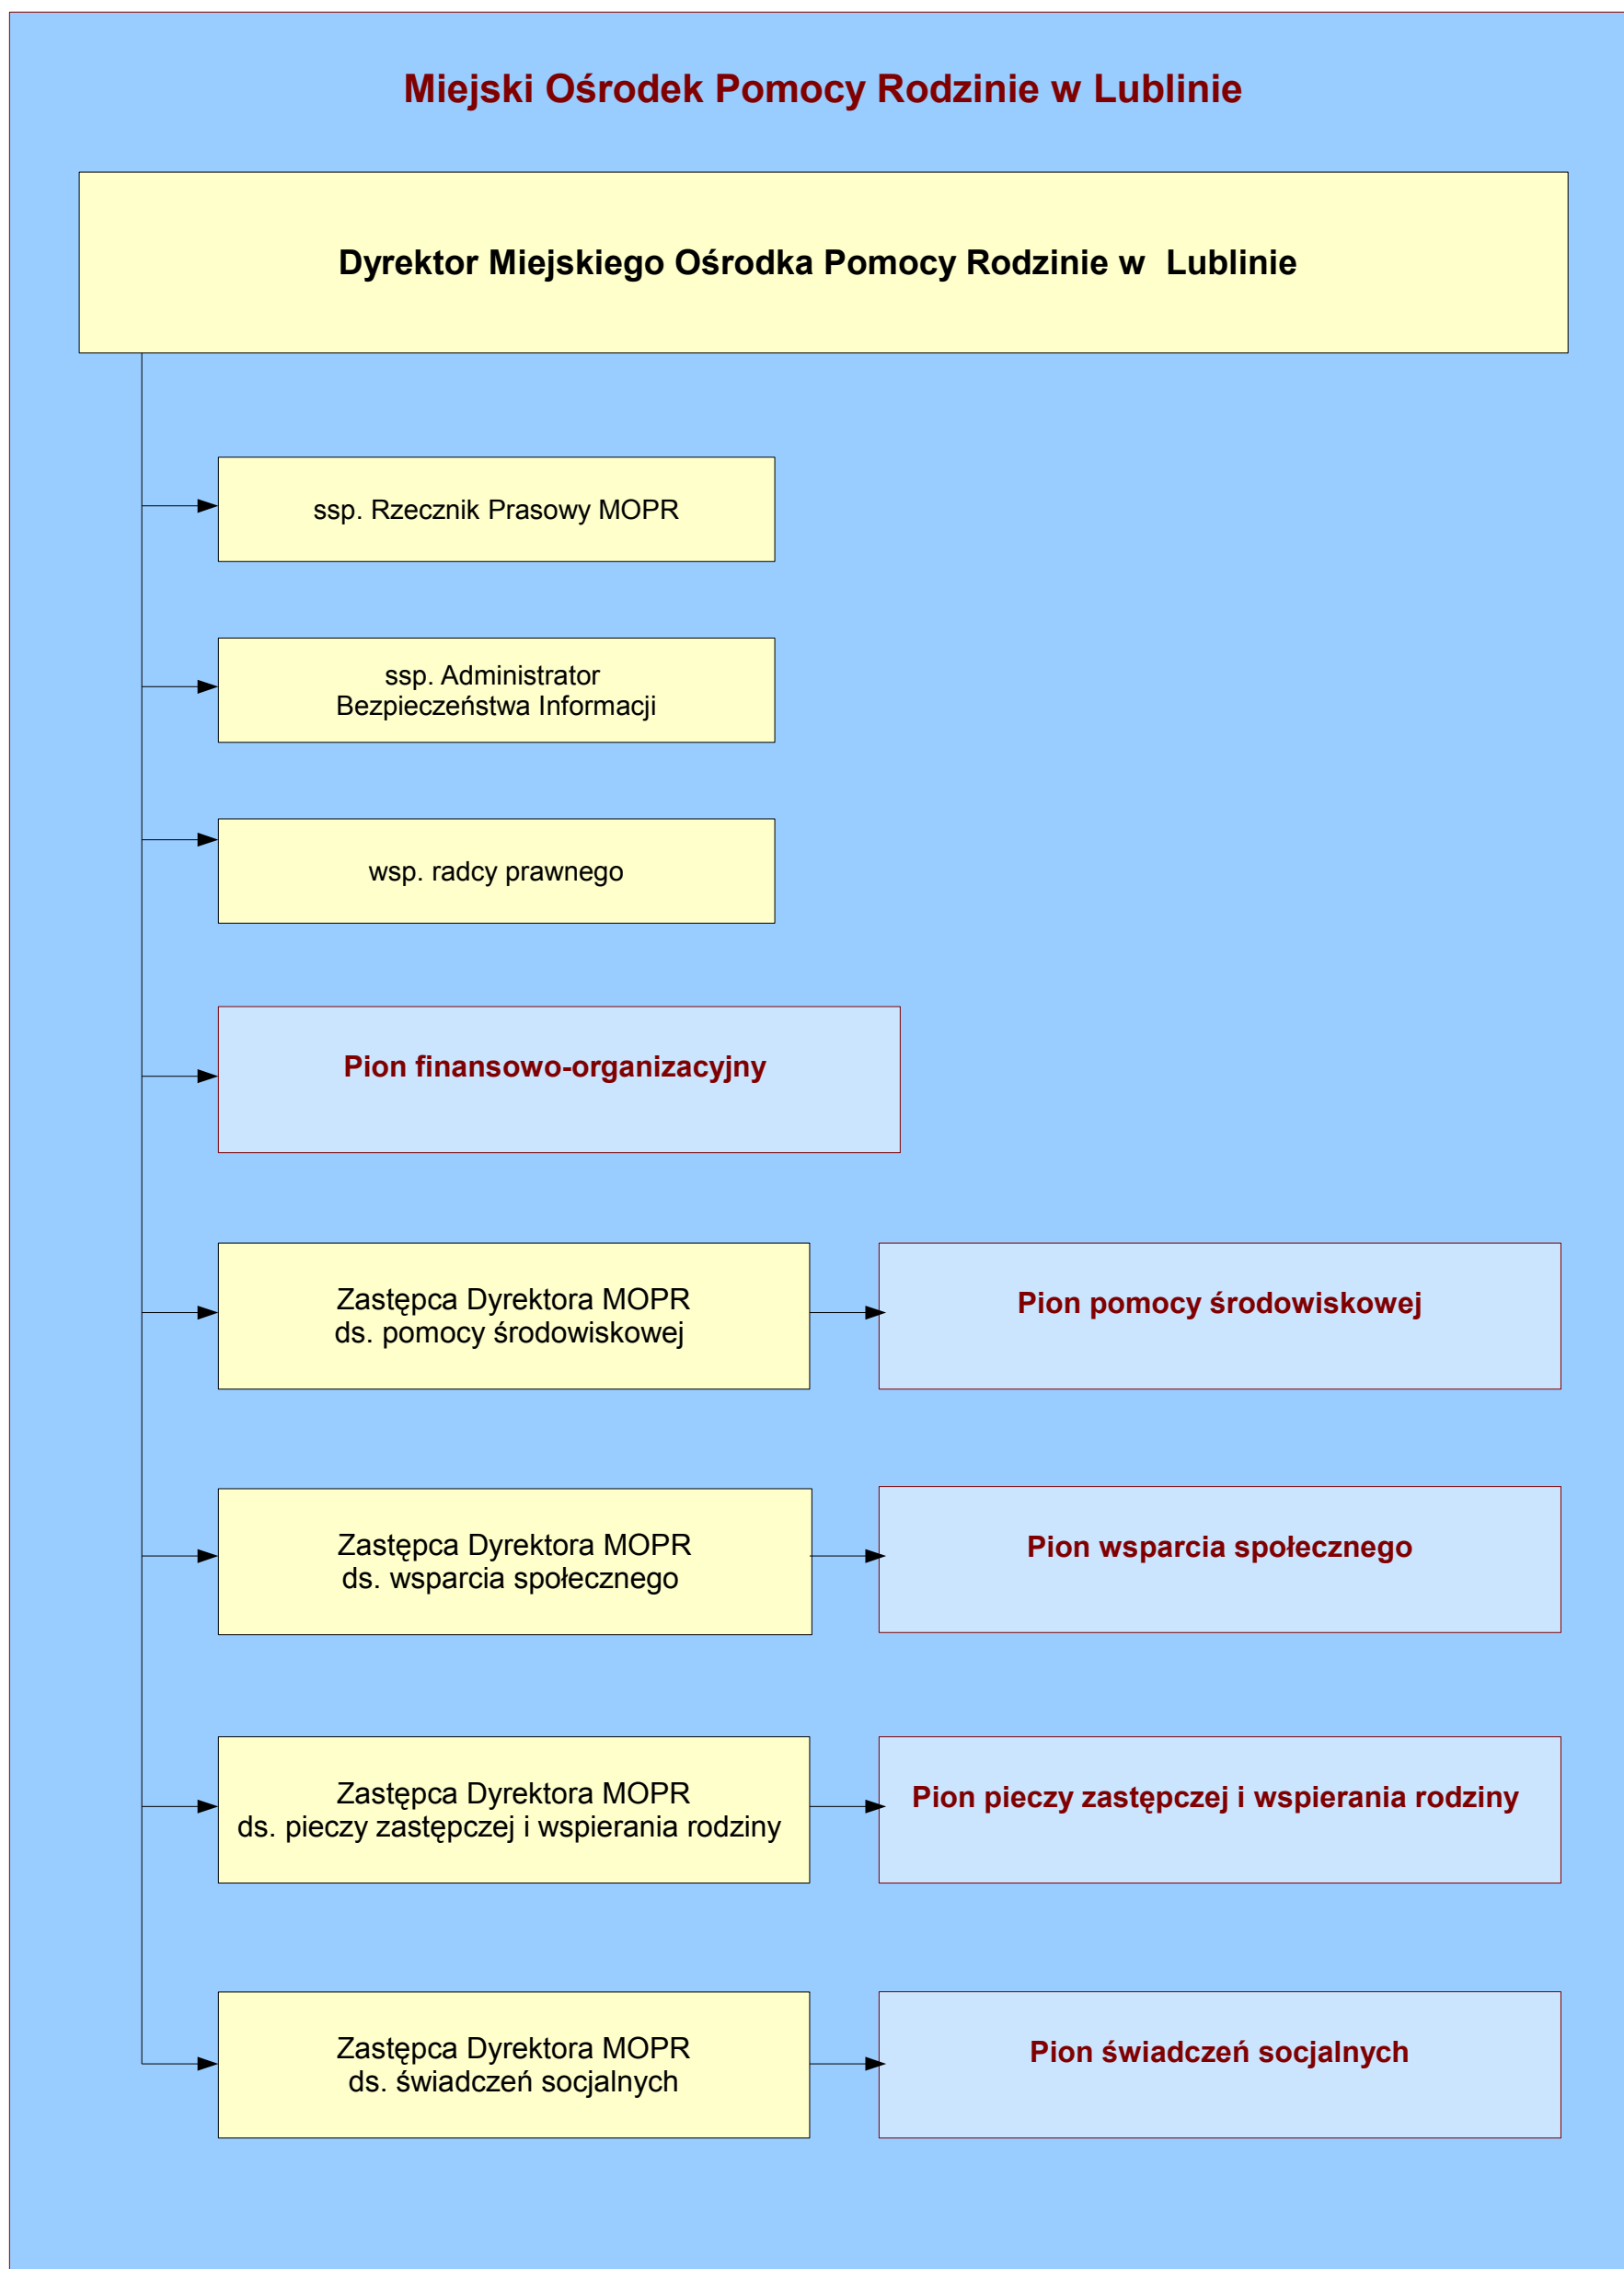 Miejski Ośrodek Pomocy Rodzinie w Lublinie
Dyrektor Miejskiego Ośrodka Pomocy Rodzinie w  Lublinie
ssp. Rzecznik Prasowy MOPR
ssp. Administrator
Bezpieczeństwa Informacji
wsp. radcy prawnego
Pion finansowo-organizacyjny
Zastępca Dyrektora MOPR
ds. pomocy środowiskowej
Pion pomocy środowiskowej
Zastępca Dyrektora MOPR
ds. wsparcia społecznego
Pion wsparcia społecznego
Zastępca Dyrektora MOPR
ds. pieczy zastępczej i wspierania rodziny
Pion pieczy zastępczej i wspierania rodziny
Zastępca Dyrektora MOPR
ds. świadczeń socjalnych
Pion świadczeń socjalnych